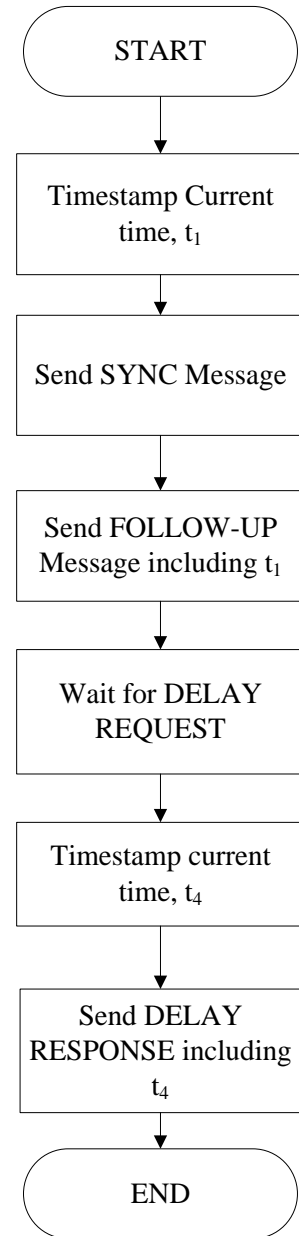 START
Timestamp Current
time, t₁
Send SYNC Message
Send FOLLOW-UP
Message including t₁
Wait for DELAY
REQUEST
Timestamp current
time, t₄
Send DELAY
RESPONSE including
t₄
END